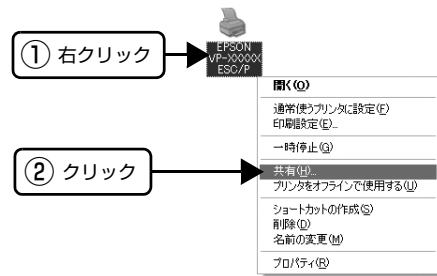 EPSON
VP-XXXXX
ESC/P
① 右クリック
開く(O)
通常使うプリンタに設定(F)
印刷設定(E)...
一時停止(G)
② クリック
共有(H)...
プリンタをオフラインで使用する(U)
ショートカットの作成(S)
削除(D)
名前の変更(M)
プロパティ(R)